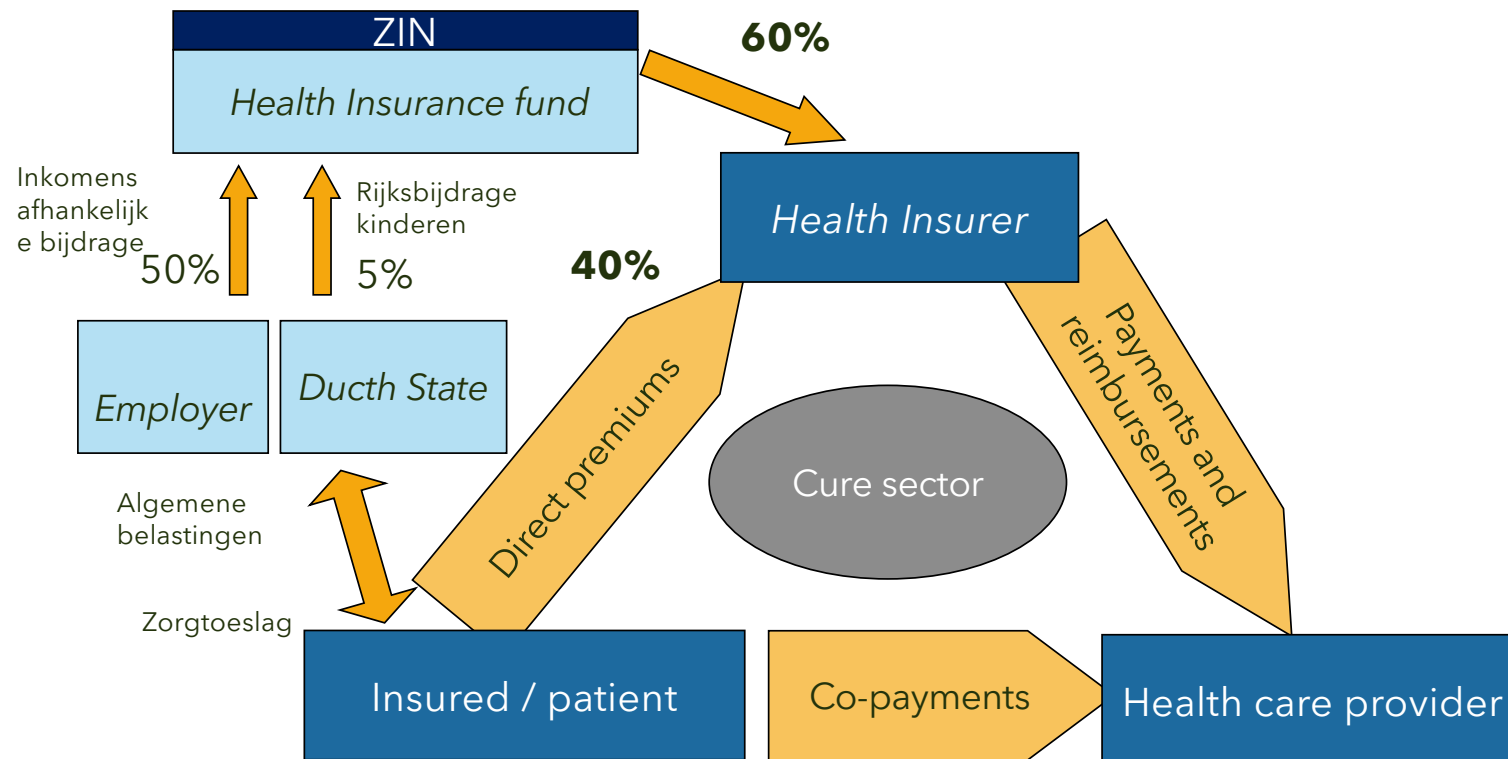 ZIN
60%
Health Insurance fund
Inkomens
afhankelijk
e bijdrage
50%
Rijksbijdrage
kinderen
5%
Health Insurer
40%
Employer
Ducth State
Direct premiums
Payments and
reimbursements
Cure sector
Algemene
belastingen
Zorgtoeslag
Insured / patient
Co-payments
Health care provider